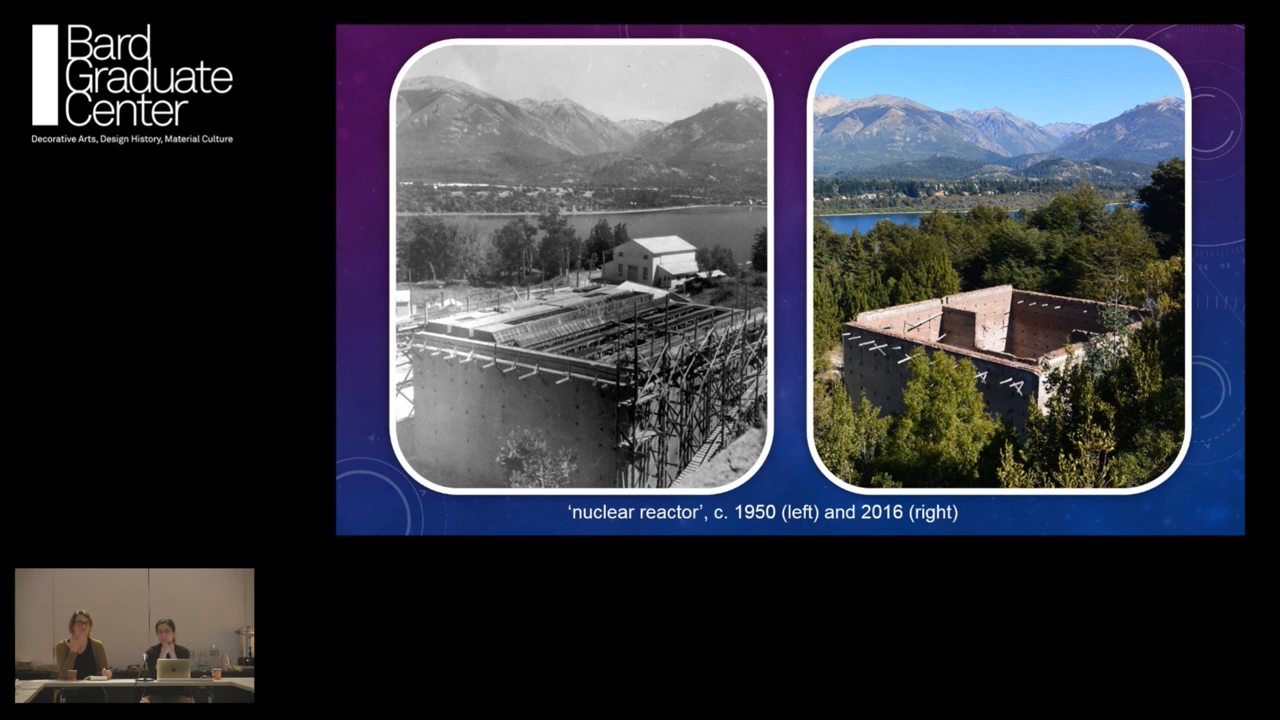 Bard
Graduate
Center
Decorative Arts, Design History, Material Culture
‘nuclear reactor’, c. 1950 (left) and 2016 (right)